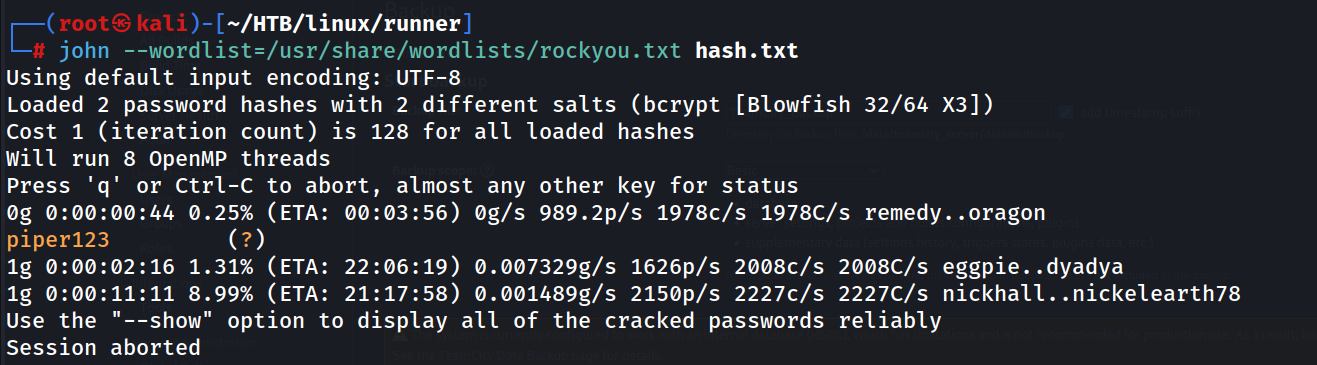 ┌──(root㉿kali)-[~/HTB/linux/runner]
└─# john --wordlist=/usr/share/wordlists/rockyou.txt hash.txt
Using default input encoding: UTF-8
Loaded 2 password hashes with 2 different salts (bcrypt [Blowfish 32/64 X3])
Cost 1 (iteration count) is 128 for all loaded hashes
Will run 8 OpenMP threads
Press 'q' or Ctrl-C to abort, almost any other key for status
0g 0:00:00:44 0.25% (ETA: 00:03:56) 0g/s 989.2p/s 1978c/s 1978C/s remedy..oragon
piper123         (?)
1g 0:00:02:16 1.31% (ETA: 22:06:19) 0.007329g/s 1626p/s 2008c/s 2008C/s eggpie..dyadya
1g 0:00:11:11 8.99% (ETA: 21:17:58) 0.001489g/s 2150p/s 2227c/s 2227C/s nickhall..nickelearth78
Use the "--show" option to display all of the cracked passwords reliably
Session aborted